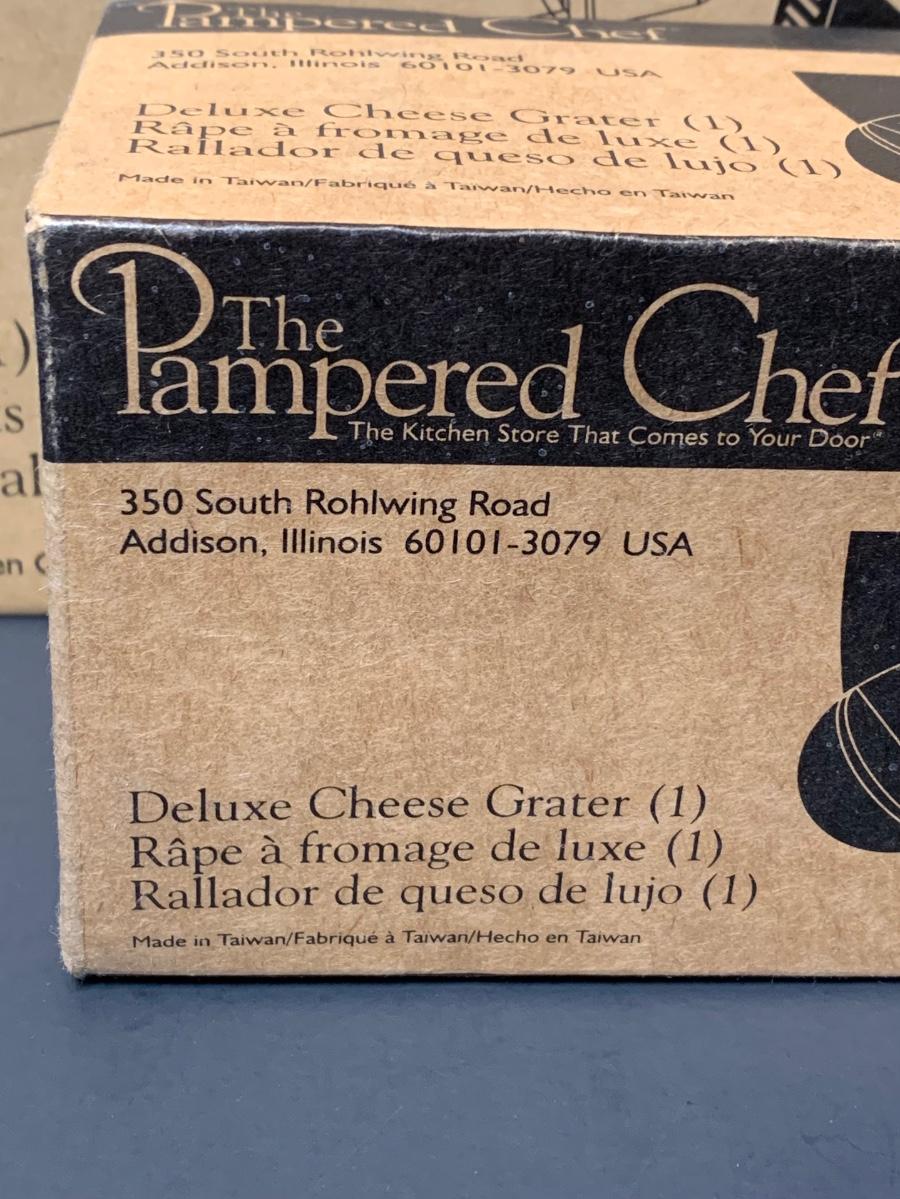 The Pampered Chef
350 South Rohlwing Road
Addison, Illinois 60101-3079 USA
Deluxe Cheese Grater (1)
Râpe à fromage de luxe (1)
Rallador de queso de lujo (1)
Made in Taiwan/Fabriqué à Taiwan/Hecho en Taiwan
The Pampered Chef
The Kitchen Store That Comes to Your Door
350 South Rohlwing Road
Addison, Illinois 60101-3079 USA
Deluxe Cheese Grater (1)
Râpe à fromage de luxe (1)
Rallador de queso de lujo (1)
Made in Taiwan/Fabriqué à Taiwan/Hecho en Taiwan